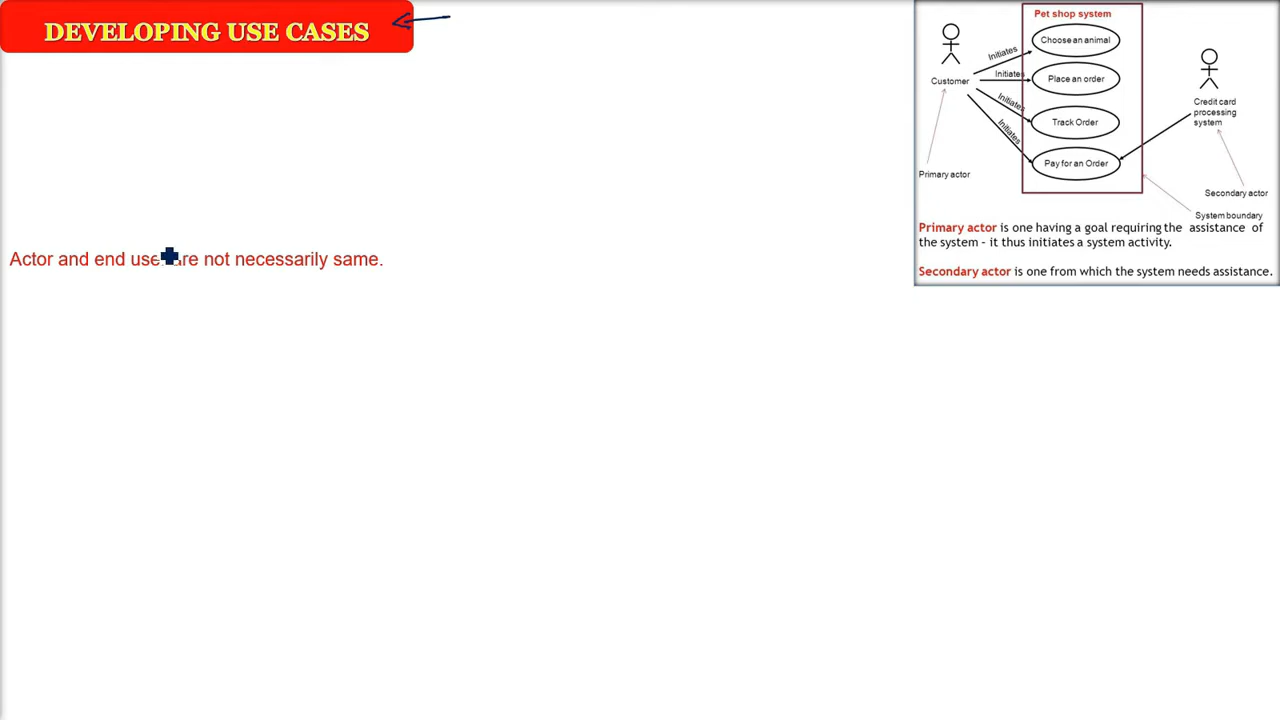 DEVELOPING USE CASES
Actor and end use are not necessarily same.
Pet shop system
Choose an animal
Place an order
Track Order
Pay for an Order
Initiates
Initiates
Initiates
Initiates
Customer
Primary actor
Credit card
processing
system
Secondary actor
System boundary
Primary actor is one having a goal requiring the assistance of
the system - it thus initiates a system activity.
Secondary actor is one from which the system needs assistance.